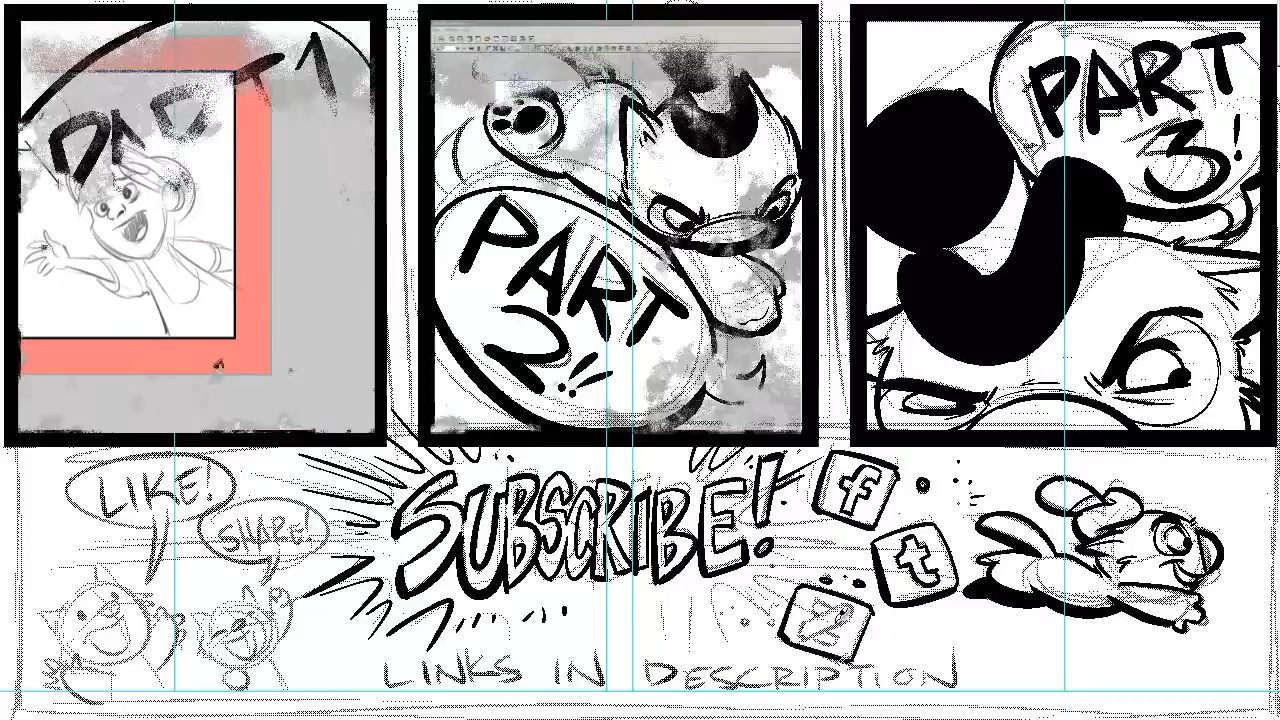 PART 1
PART
2!!
PART
3!
LIKE!
SHARE!
SUBSCRIBE!
f
t
LINKS IN DESCRIPTION